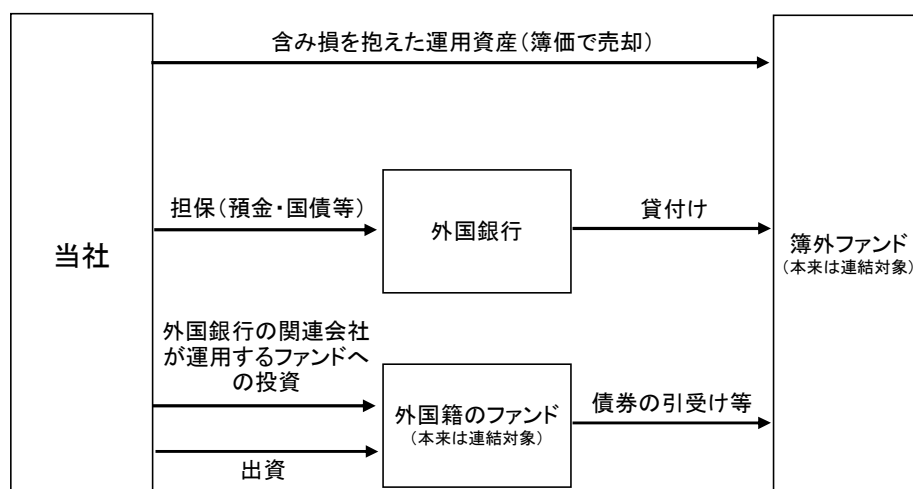 含み損を抱えた運用資産(簿価で売却)
担保(預金・国債等)
貸付け
外国銀行
当社
簿外ファンド
(本来は連結対象)
外国銀行の関連会社
が運用するファンドへ
の投資
外国籍のファンド
(本来は連結対象)
債券の引受け等
出資